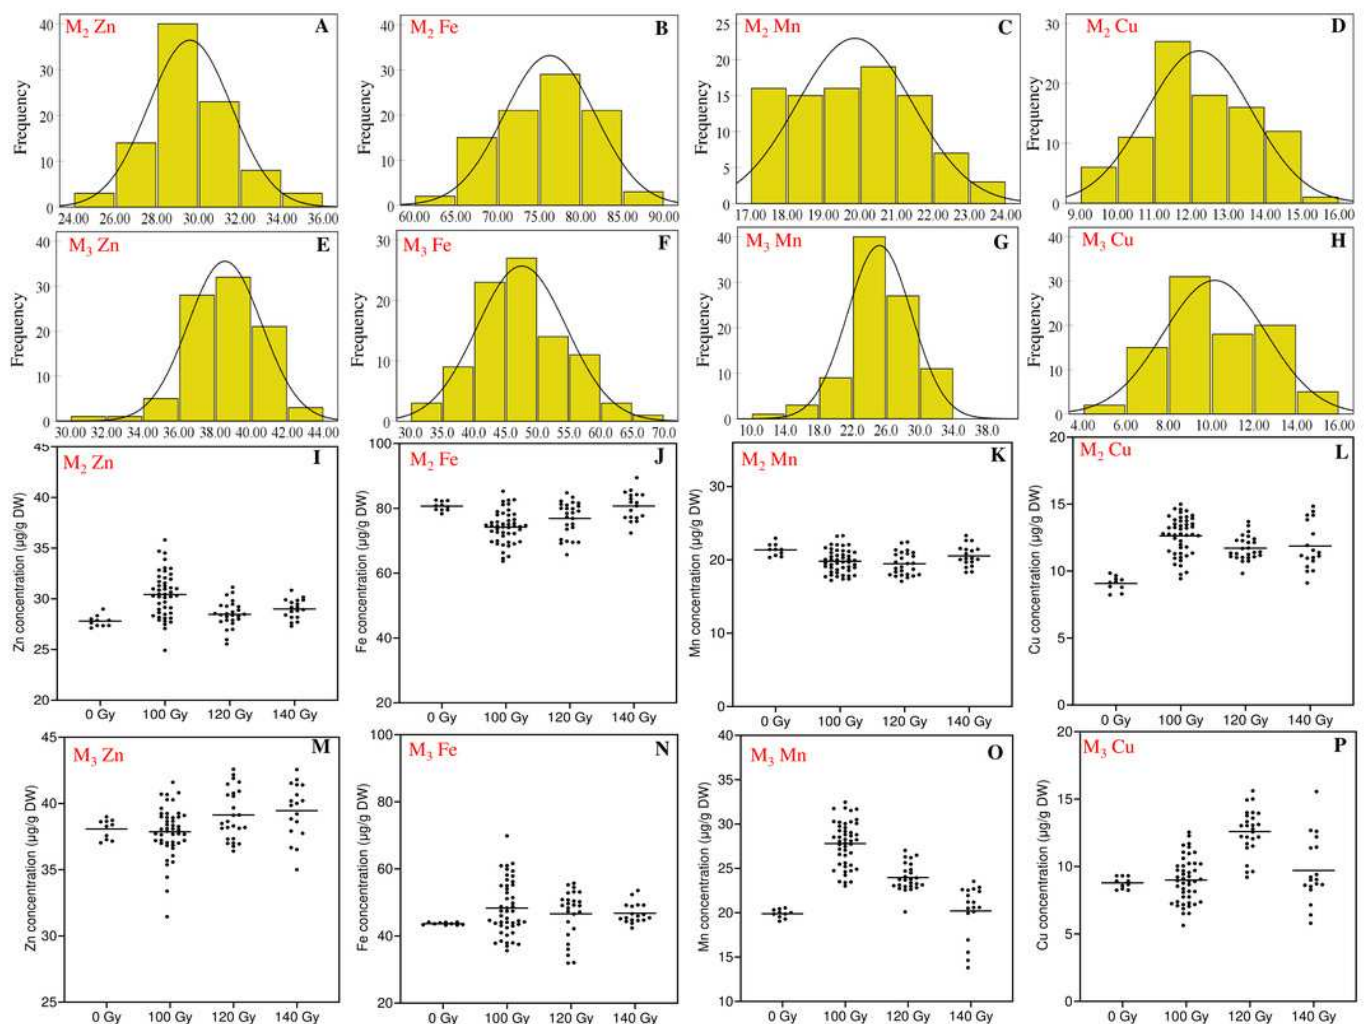 M2 Zn A
M2 Fe B
M2 Mn C
M2 Cu D
Frequency
40
30
20
10
0
24.00 26.00 28.00 30.00 32.00 34.00 36.00
Frequency
40
30
20
10
0
60.00 65.00 70.00 75.00 80.00 85.00 90.00
Frequency
25
20
15
10
5
0
17.00 18.00 19.00 20.00 21.00 22.00 23.00 24.00
Frequency
30
20
10
0
9.00 10.00 11.00 12.00 13.00 14.00 15.00 16.00
M3 Zn E
M3 Fe F
M3 Mn G
M3 Cu H
Frequency
40
30
20
10
0
30.00 32.00 34.00 36.00 38.00 40.00 42.00 44.00
Frequency
30
20
10
0
30.0 35.0 40.0 45.0 50.0 55.0 60.0 65.0 70.0
Frequency
40
30
20
10
0
10.0 14.0 18.0 22.0 26.0 30.0 34.0 38.0
Frequency
40
30
20
10
0
4.00 6.00 8.00 10.00 12.00 14.00 16.00
M2 Zn I
M2 Fe J
M2 Mn K
M2 Cu L
Zn concentration (µg/g DW)
45
40
35
30
25
20
0 Gy 100 Gy 120 Gy 140 Gy
Fe concentration (µg/g DW)
100
80
60
40
20
0 Gy 100 Gy 120 Gy 140 Gy
Mn concentration (µg/g DW)
30
20
10
0
0 Gy 100 Gy 120 Gy 140 Gy
Cu concentration (µg/g DW)
20
15
10
5
0
0 Gy 100 Gy 120 Gy 140 Gy
M3 Zn M
M3 Fe N
M3 Mn O
M3 Cu P
Zn concentration (µg/g DW)
45
40
35
30
25
0 Gy 100 Gy 120 Gy 140 Gy
Fe concentration (µg/g DW)
100
80
60
40
20
0 Gy 100 Gy 120 Gy 140 Gy
Mn concentration (µg/g DW)
40
35
30
25
20
15
10
0 Gy 100 Gy 120 Gy 140 Gy
Cu concentration (µg/g DW)
20
15
10
5
0
0 Gy 100 Gy 120 Gy 140 Gy